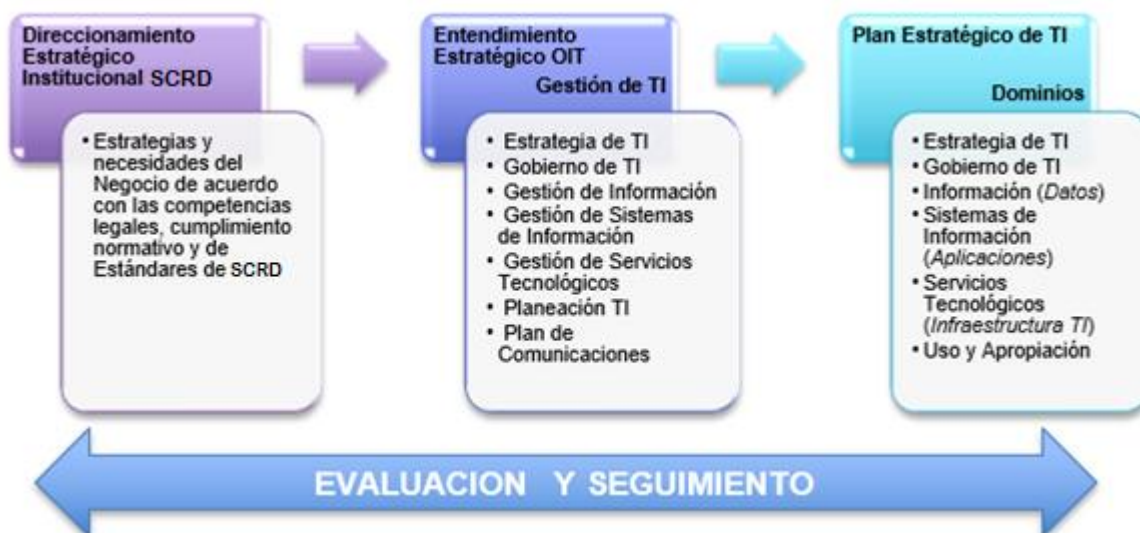 Direccionamiento
Estratégico
Institucional SCRD
• Estrategias y
necesidades del
Negocio de acuerdo
con las competencias
legales, cumplimiento
normativo y de
Estándares de SCRD
Entendimiento
Estratégico OIT
Gestión de TI
• Estrategia de TI
• Gobierno de TI
• Gestión de Información
• Gestión de Sistemas
de Información
• Gestión de Servicios
Tecnológicos
• Planeación TI
• Plan de
Comunicaciones
Plan Estratégico de TI
Dominios
• Estrategia de TI
• Gobierno de TI
• Información (Datos)
• Sistemas de
Información
(Aplicaciones)
• Servicios
Tecnológicos
(Infraestructura TI)
• Uso y Apropiación
EVALUACION Y SEGUIMIENTO